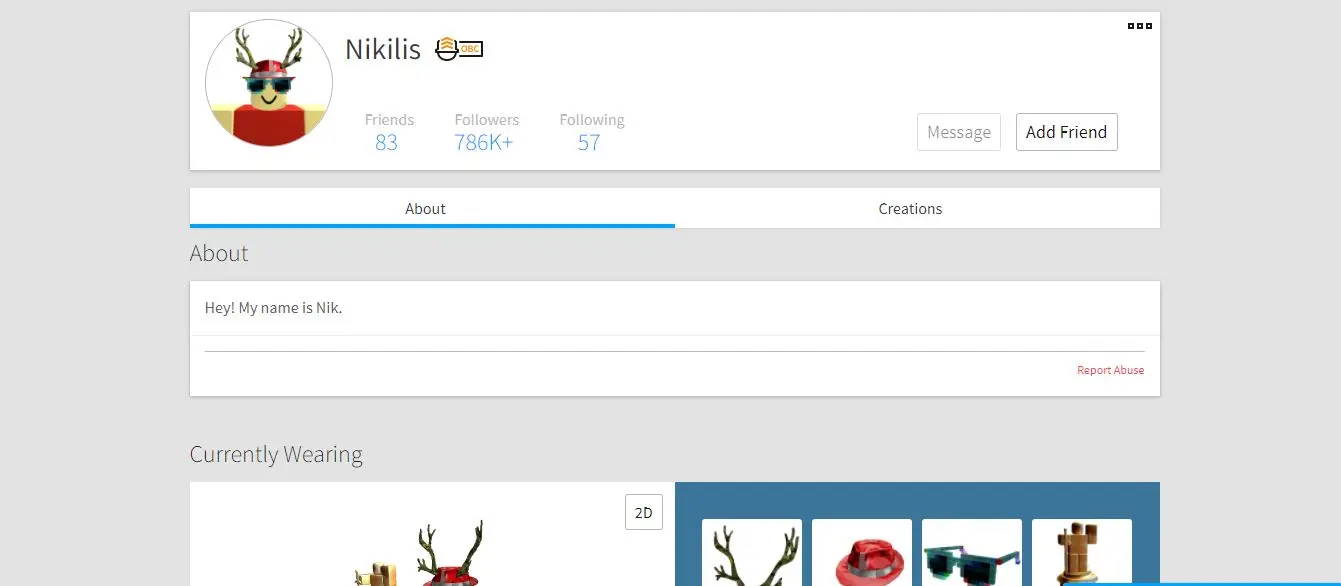 Nikilis OBC
Friends Followers Following
83 786K+ 57
Message Add Friend
About Creations
About
Hey! My name is Nik.
Report Abuse
Currently Wearing
2D